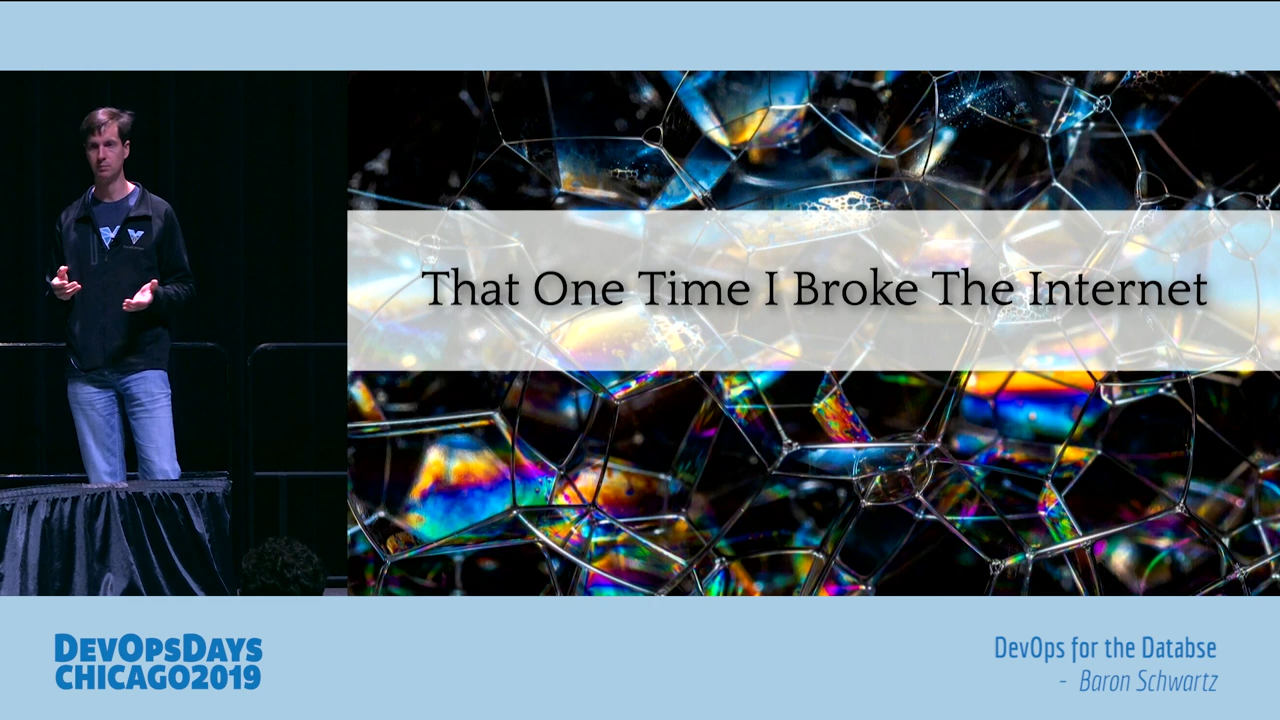 That One Time I Broke The Internet
DEVOPSDAYS
CHICAGO2019
DevOps for the Databse
- Baron Schwartz